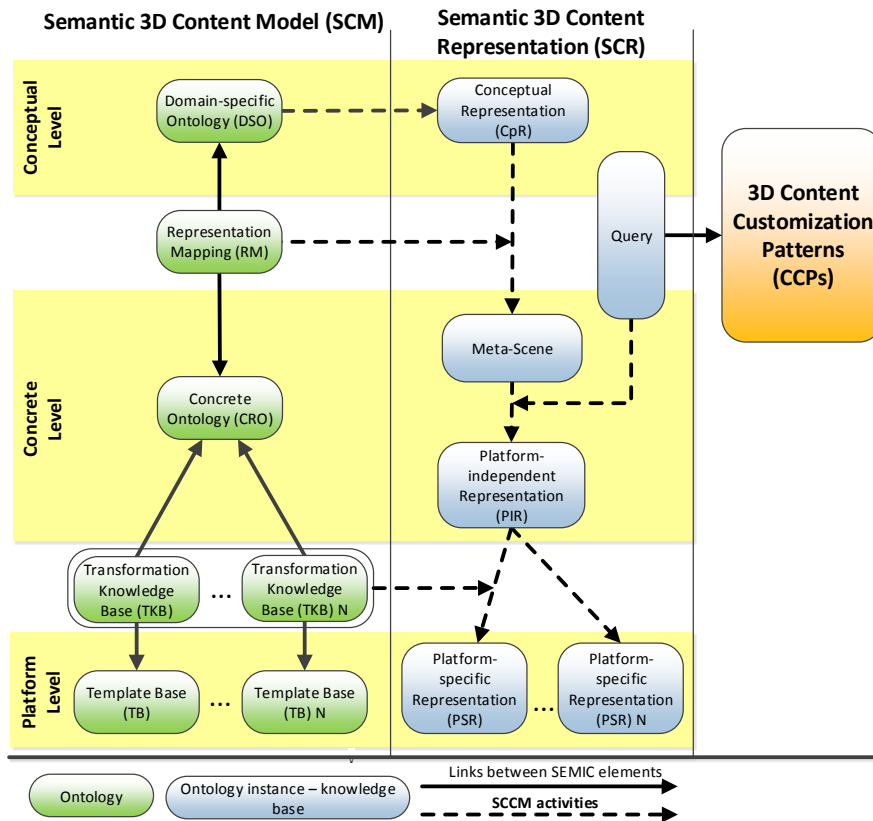 Semantic 3D Content Model (SCM)
Semantic 3D Content
Representation (SCR)
Conceptual
Level
Domain-specific
Ontology (DSO)
Conceptual
Representation
(CpR)
Representation
Mapping (RM)
Query
3D Content
Customization
Patterns
(CCPs)
Concrete
Level
Meta-Scene
Concrete
Ontology (CRO)
Platform-
independent
Representation
(PIR)
Transformation
Knowledge
Base (TKB)
...
Transformation
Knowledge
Base (TKB) N
Platform
Level
Template Base
(TB)
...
Template Base
(TB) N
Platform-
specific
Representation
(PSR)
...
Platform-
specific
Representation
(PSR) N
Ontology
Ontology instance – knowledge
base
Links between SEMIC elements
SCCM activities